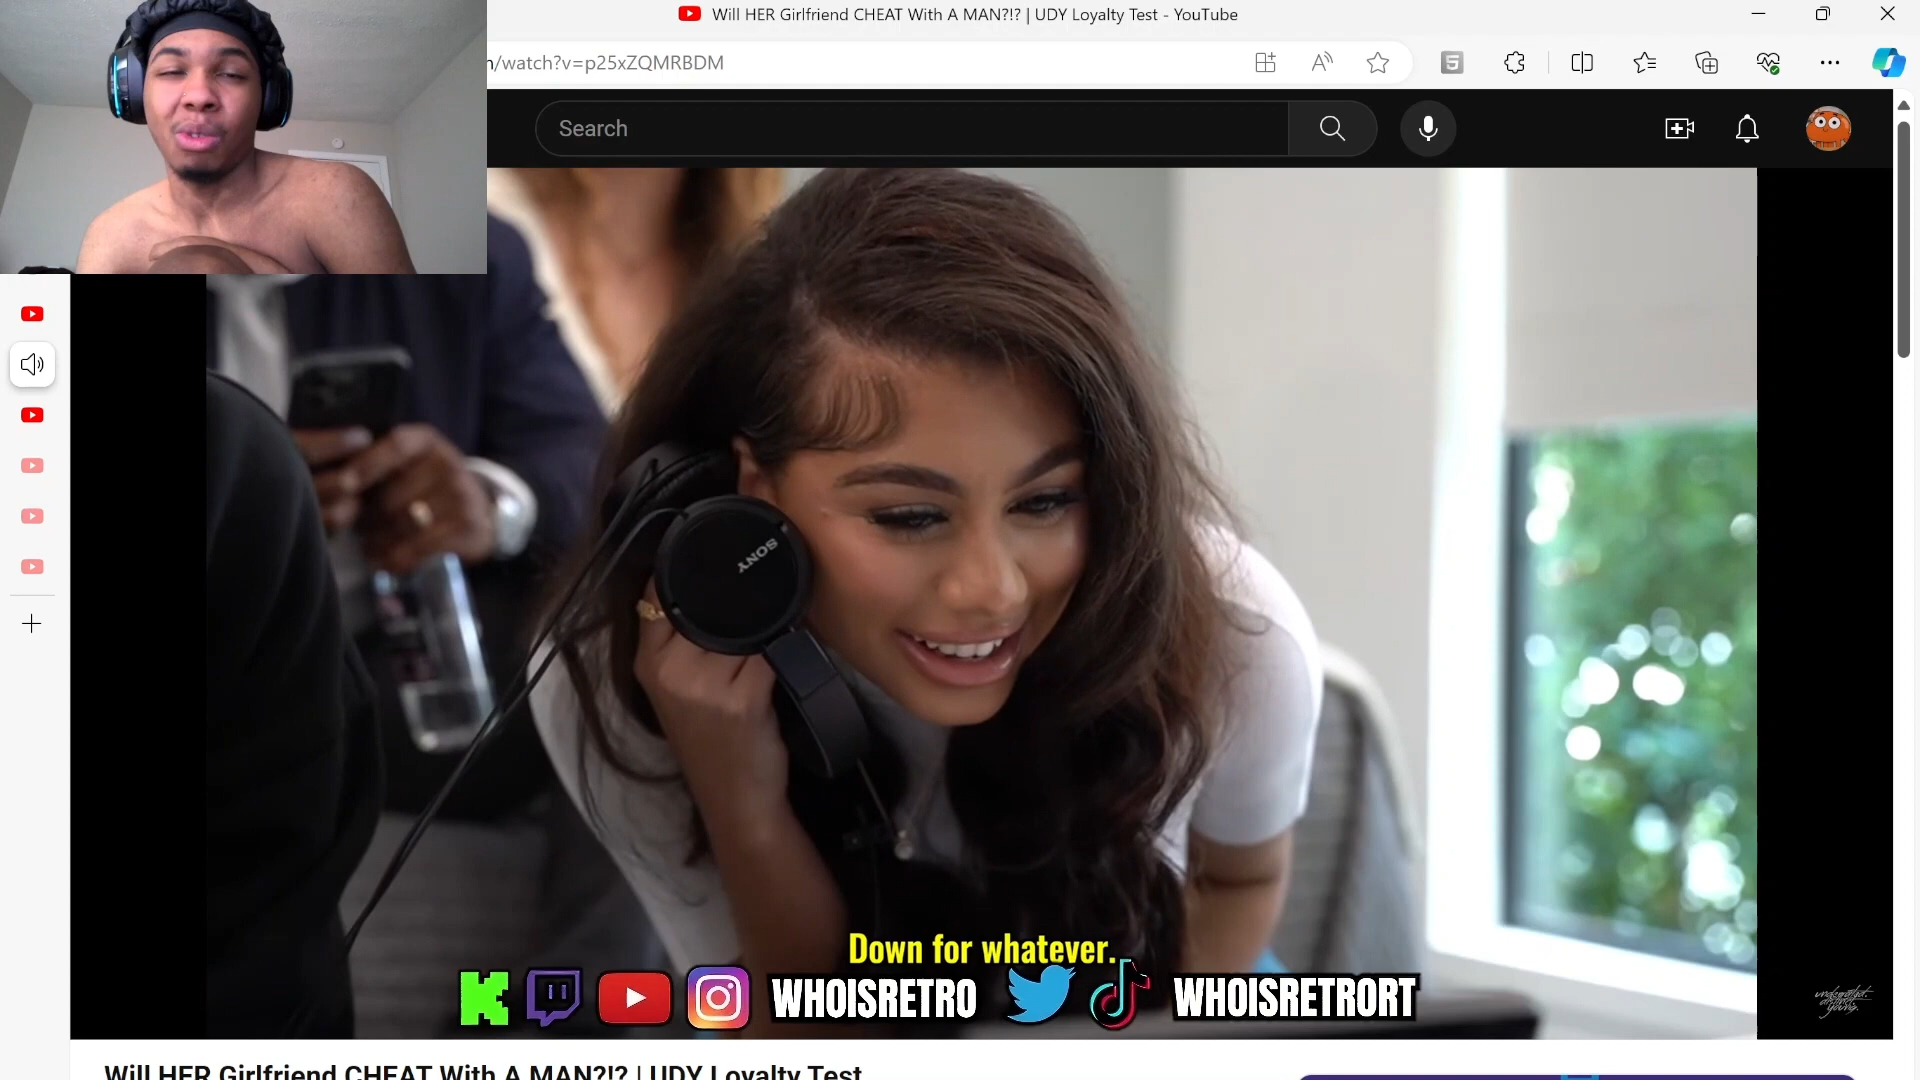 Will HER Girlfriend CHEAT With A MAN?!? | UDY Loyalty Test - YouTube
/watch?v=p25xZQMRBDM
Search
SONY
Down for whatever.
WHOISRETRO
WHOISRETRORT
Will HER Girlfriend CHEAT With A MAN?!? | UDY Loyalty Test